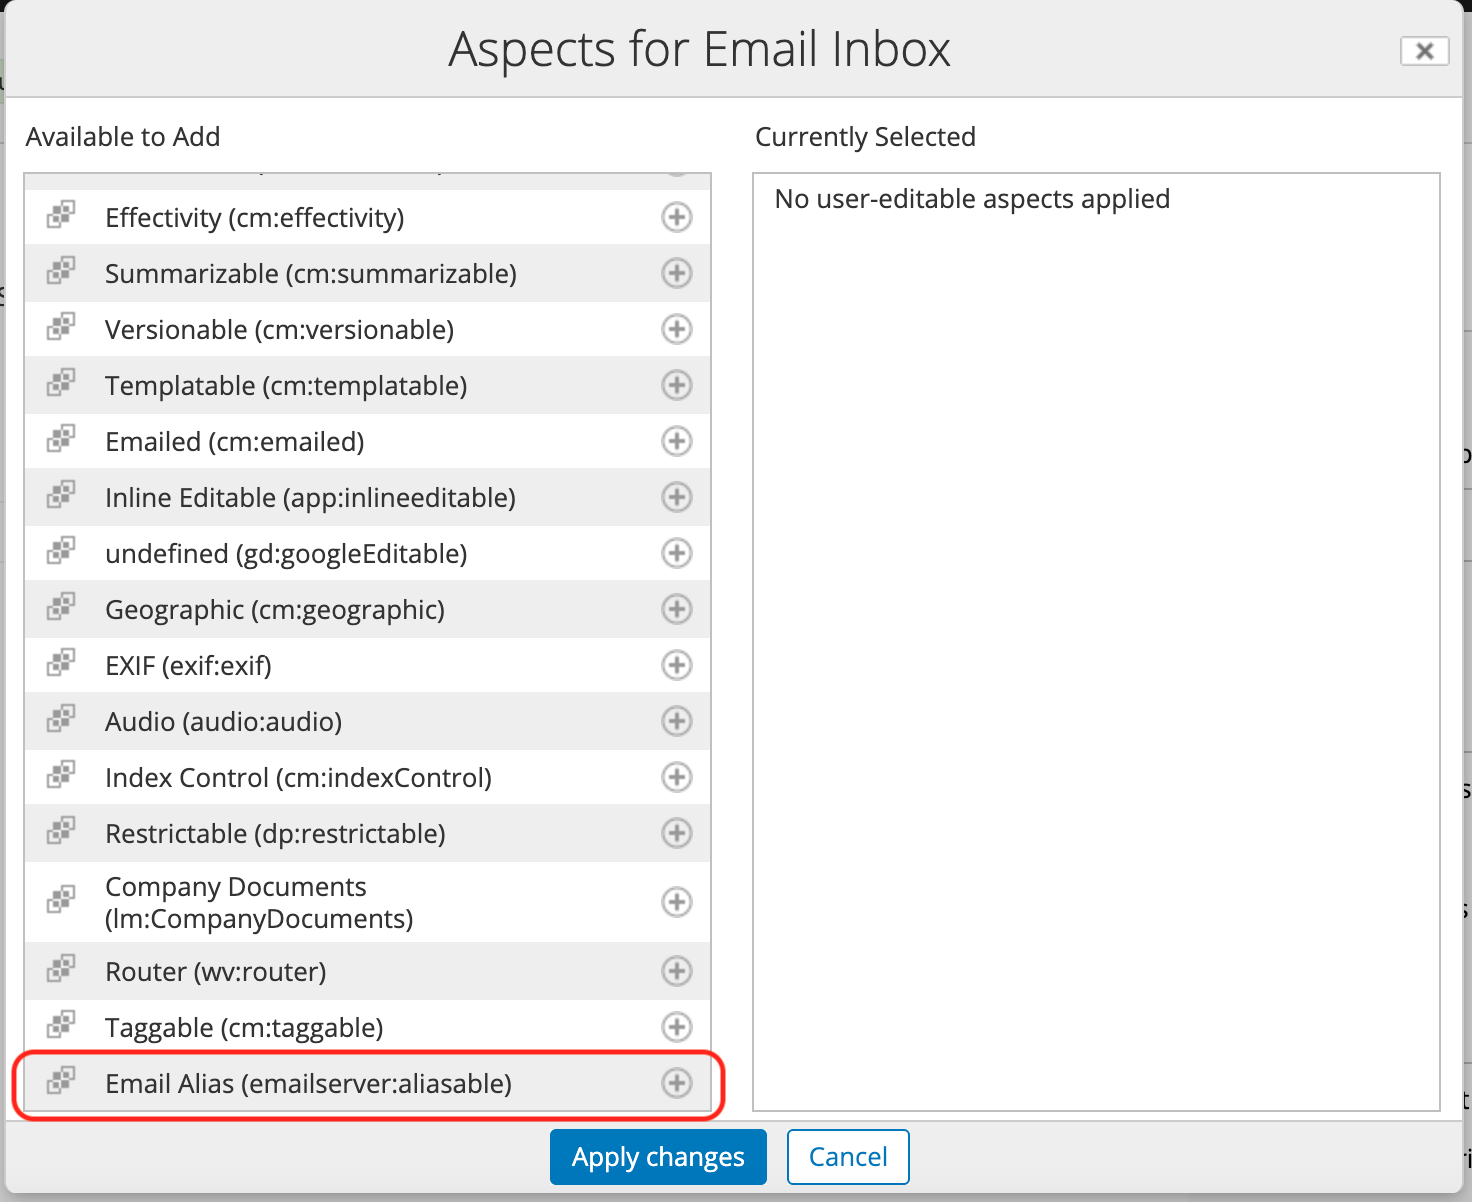 Aspects for Email Inbox
Available to Add
Currently Selected
Effectivity (cm:effectivity)
Summarizable (cm:summarizable)
Versionable (cm:versionable)
Templatable (cm:templatable)
Emailed (cm:emailed)
Inline Editable (app:inlineeditable)
undefined (gd:googleEditable)
Geographic (cm:geographic)
EXIF (exif:exif)
Audio (audio:audio)
Index Control (cm:indexControl)
Restrictable (dp:restrictable)
Company Documents
(lm:CompanyDocuments)
Router (wv:router)
Taggable (cm:taggable)
Email Alias (emailserver:aliasable)
No user-editable aspects applied
Apply changes
Cancel